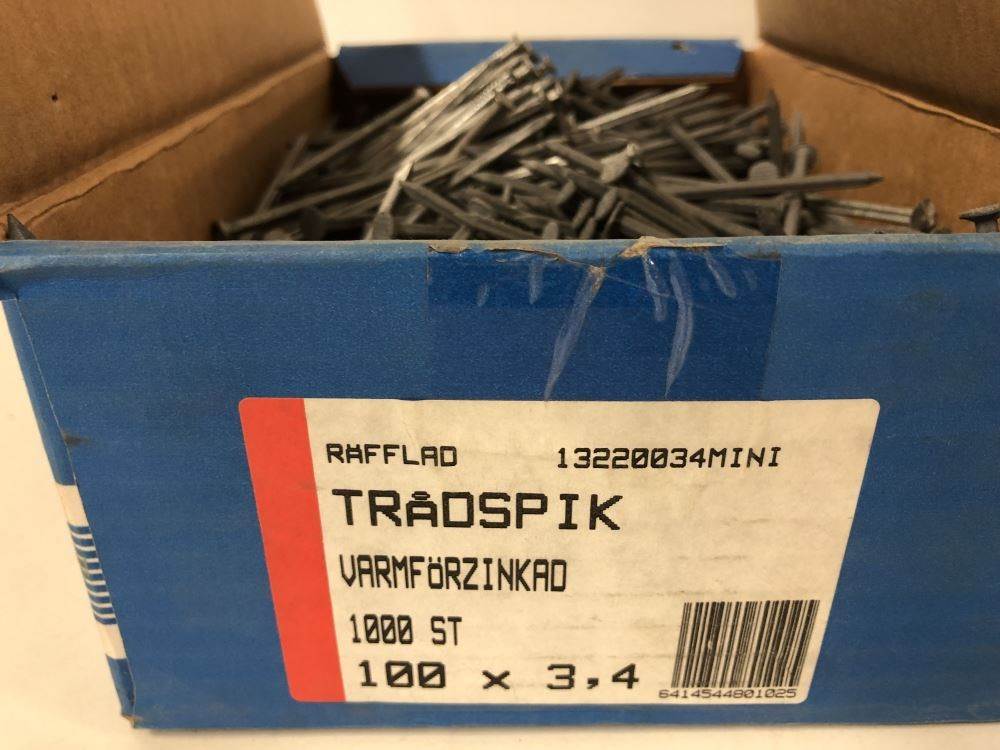 RÄFFLAD 13220034MINI
TRÅDSPIK
VARMFÖRZINKAD
1000 ST
100 x 3,4
6414544801025